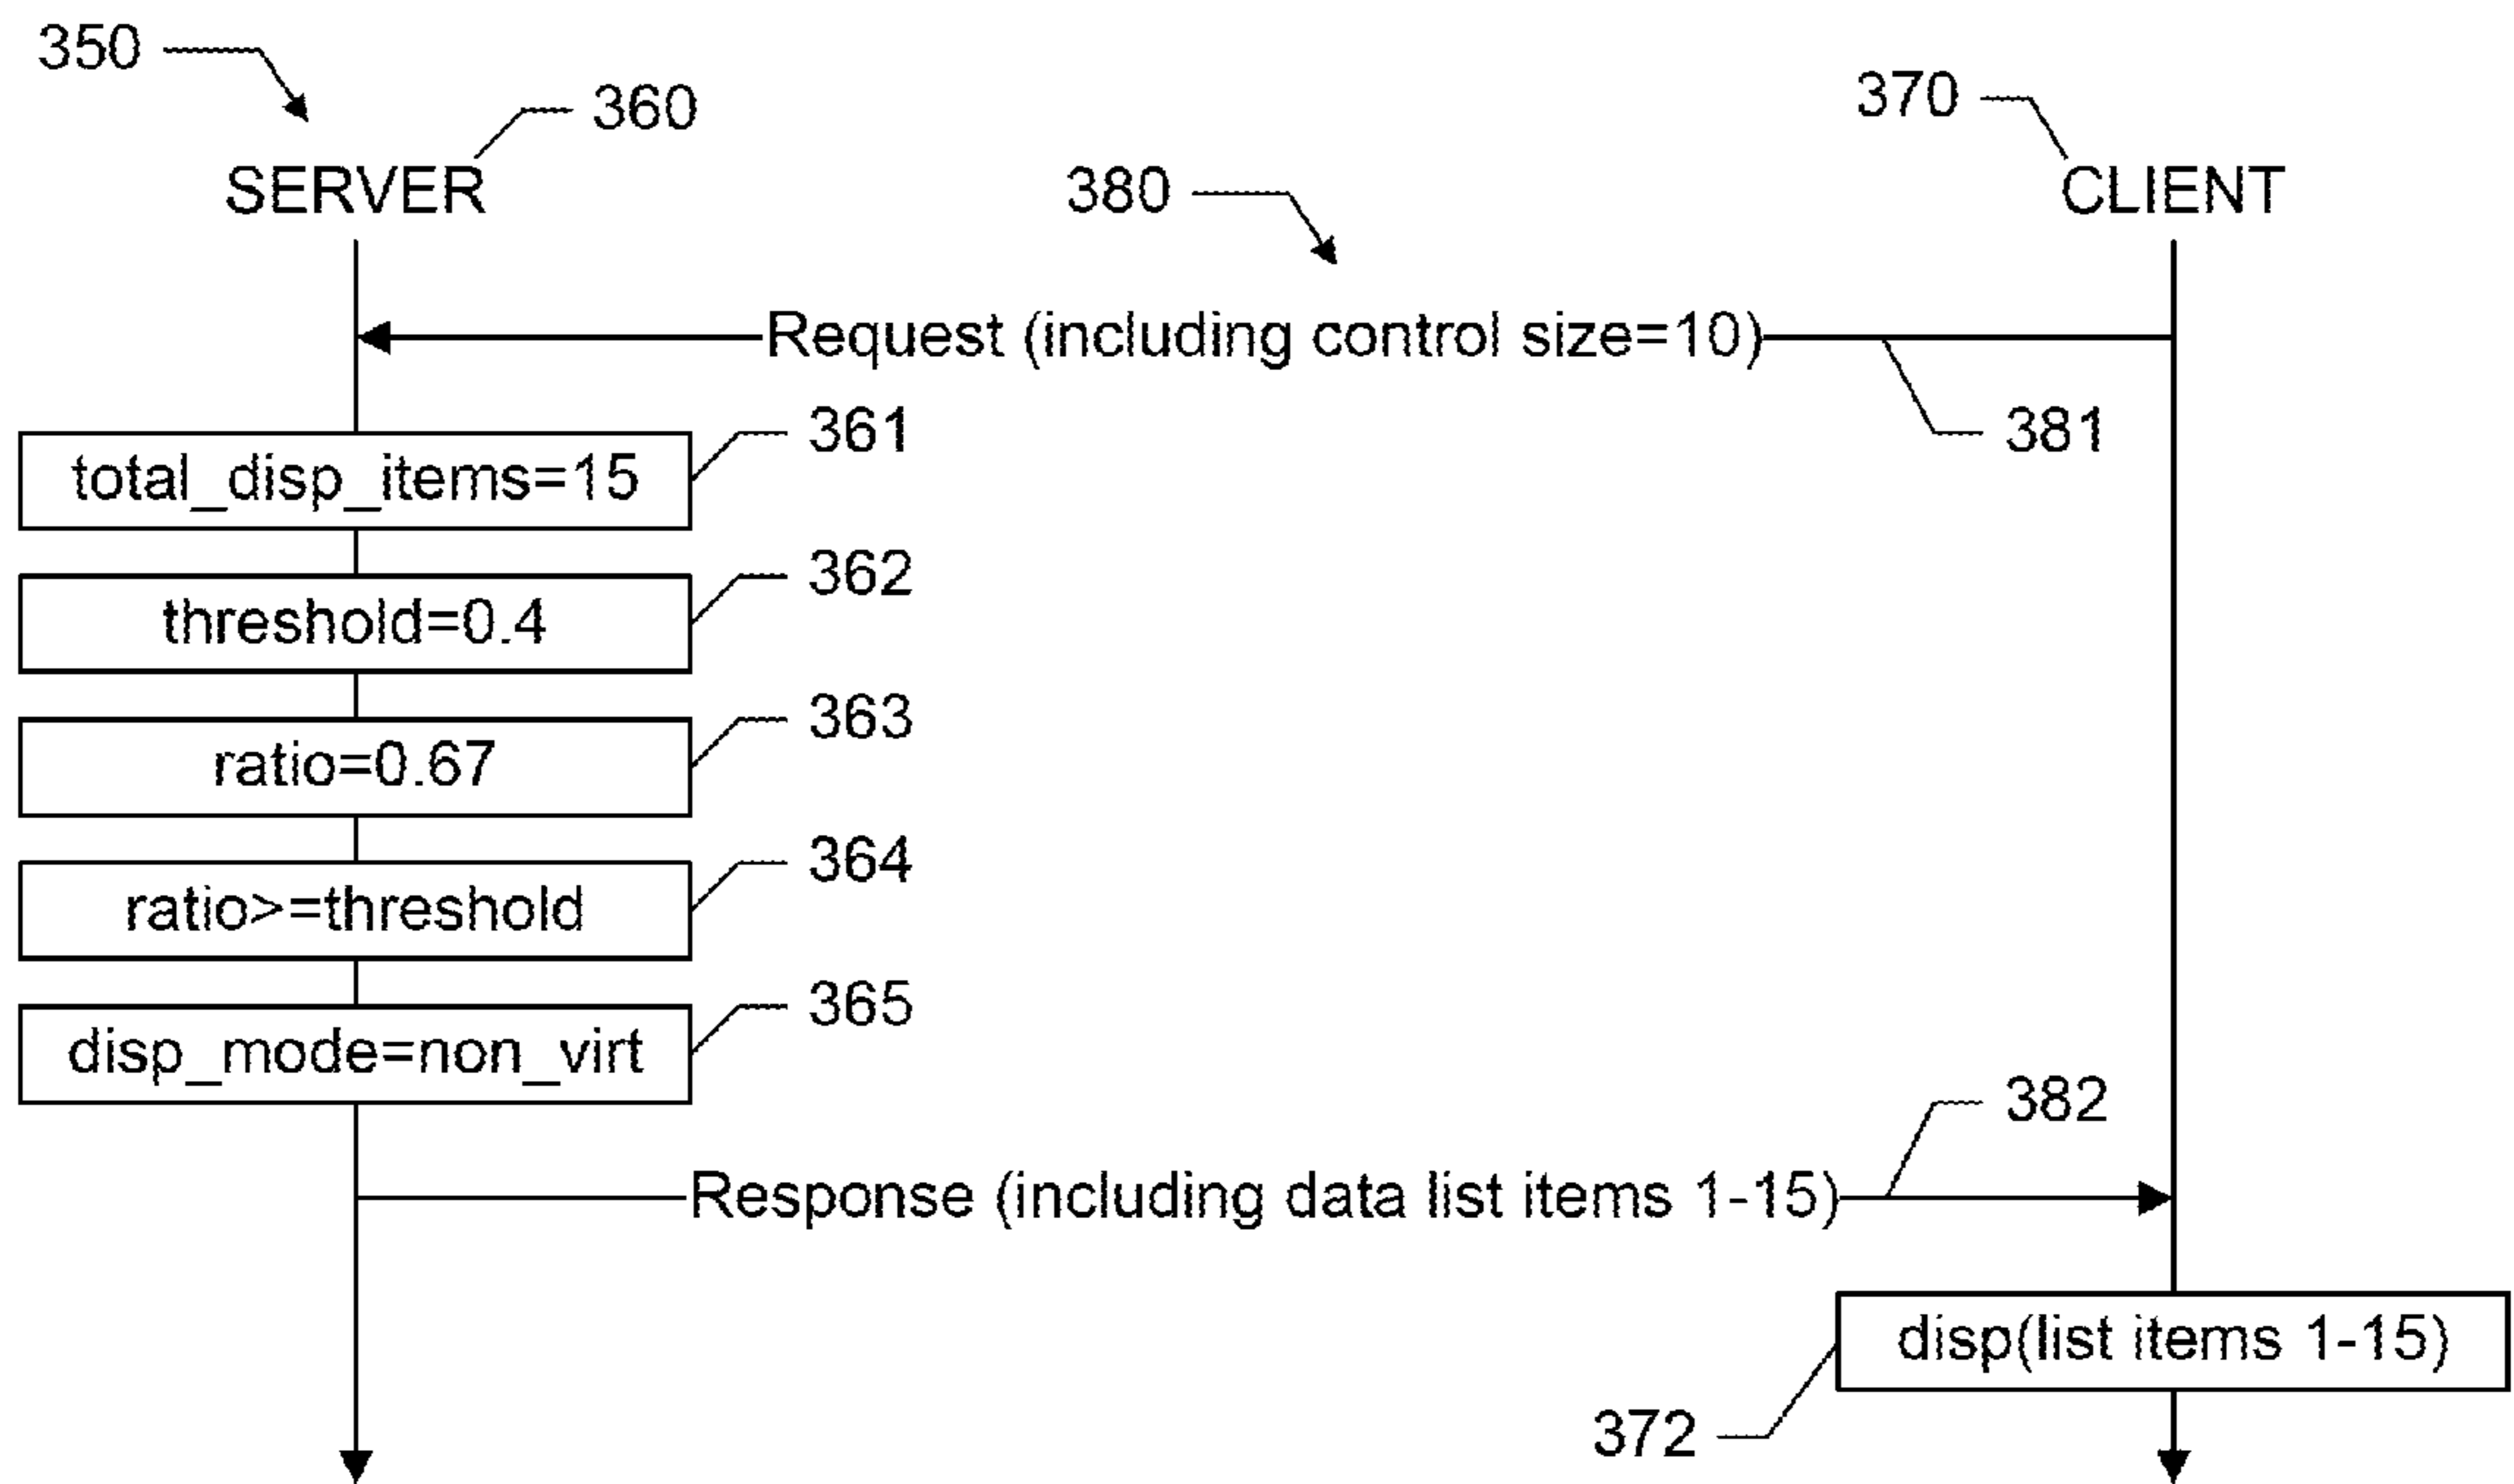 350
360
370
SERVER
380
CLIENT
Request (including control size=10)
361
381
total_disp_items=15
362
threshold=0.4
363
ratio=0.67
364
ratio>=threshold
365
disp_mode=non_virt
382
Response (including data list items 1-15)
disp(list items 1-15)
372